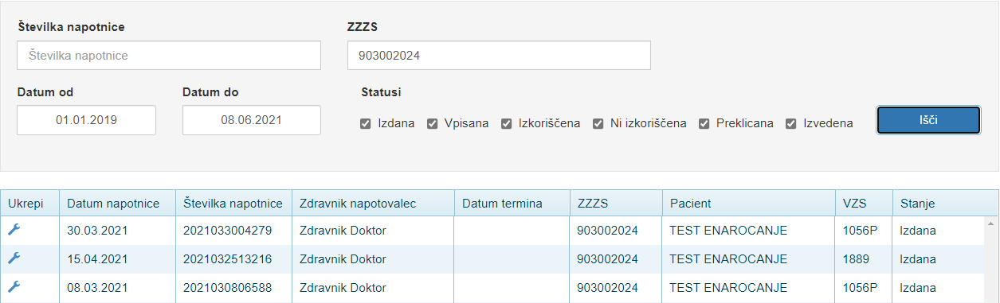 Številka napotnice ZZZS
Številka napotnice 903002024
Datum od Datum do Statusi
01.01.2019 08.06.2021 Izdana Vpisana Izkoriščena Ni izkoriščena Preklicana Izvedena Išči
Ukrepi Datum napotnice Številka napotnice Zdravnik napotovalec Datum termina ZZZS Pacient VZS Stanje
30.03.2021 2021033004279 Zdravnik Doktor 903002024 TEST ENAROCANJE 1056P Izdana
15.04.2021 2021032513216 Zdravnik Doktor 903002024 TEST ENAROCANJE 1889 Izdana
08.03.2021 2021030806588 Zdravnik Doktor 903002024 TEST ENAROCANJE 1056P Izdana